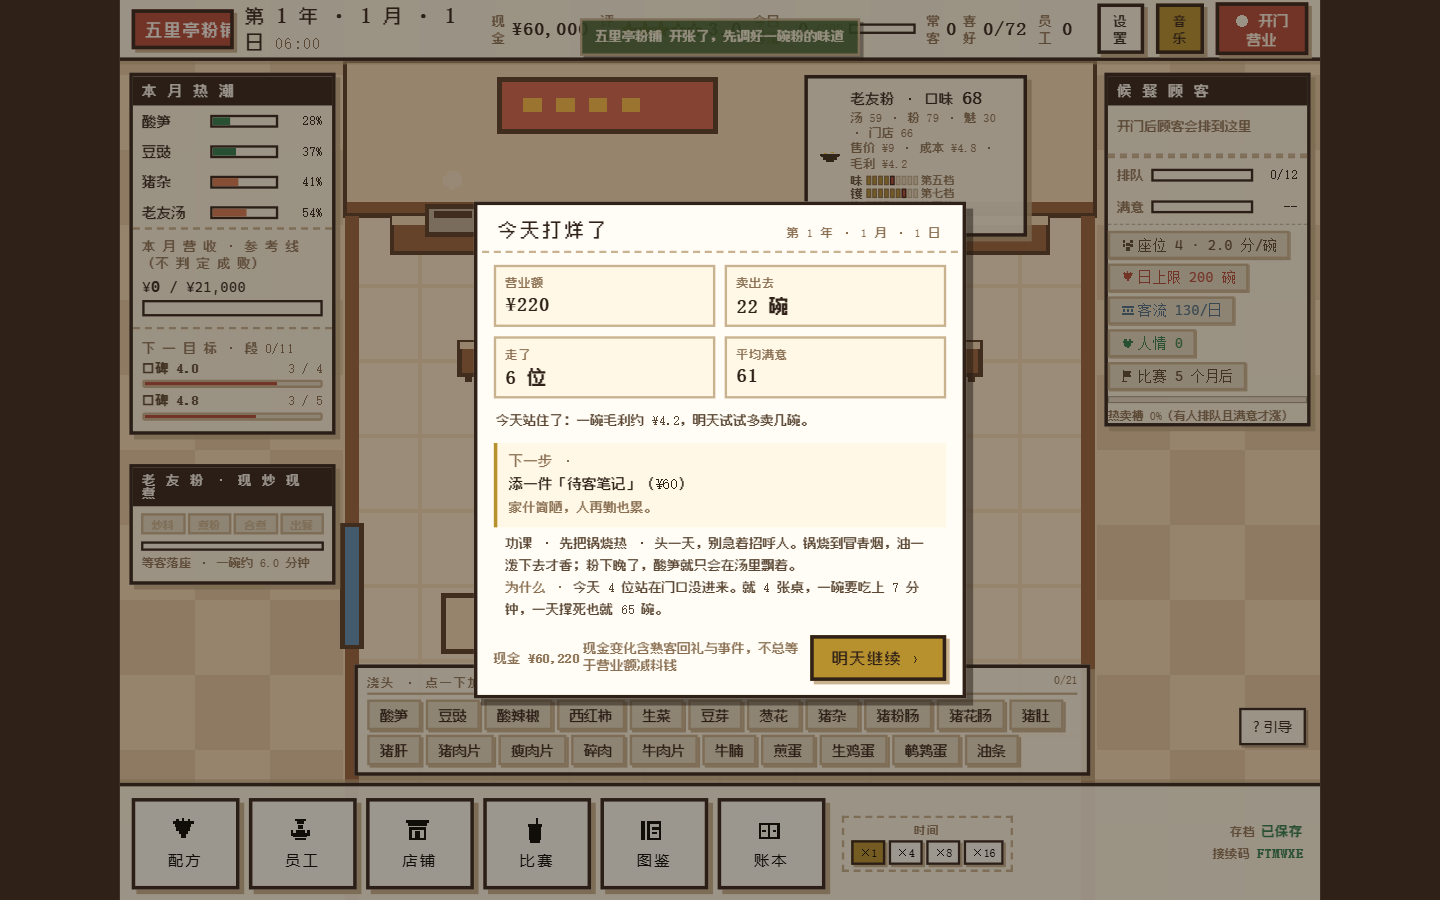 五里亭粉铺
第 1 年 · 1 月 · 1 日 06:00
现金 ¥60,000
五里亭粉铺 开张了，先调好一碗粉的味道
常客 0
喜好 0/72
员工 0
设置
音乐
开门营业
本月热潮
酸笋 28%
豆豉 37%
猪杂 41%
老友汤 54%
本月营收 · 参考线（不判定成败）
¥0 / ¥21,000
下一目标 · 段 0/11
口碑 4.0 3 / 4
口碑 4.8 3 / 5
老友粉 · 现炒现煮
炒料 煮粉 合煮 出餐
等客落座 · 一碗约 6.0 分钟
老友粉 · 口味 68
汤 59 · 粉 79 · 魅 30 · 门店 66
售价 ¥9 · 成本 ¥4.8 · 毛利 ¥4.2
味 第五档
镬 第七档
候餐顾客
开门后顾客会排到这里
排队 0/12
满意 --
座位 4 · 2.0 分/碗
日上限 200 碗
客流 130/日
人情 0
比赛 5 个月后
热卖槽 0%（有人排队且满意才涨）
今天打烊了
第 1 年 · 1 月 · 1 日
营业额
¥220
卖出去
22 碗
走了
6 位
平均满意
61
今天站住了：一碗毛利约 ¥4.2，明天试试多卖几碗。
下一步 ·
添一件「待客笔记」（¥60）
家什简陋，人再勤也累。
功课 · 先把锅烧热 · 头一天，别急着招呼人。锅烧到冒青烟，油一
泼下去才香；粉下晚了，酸笋就只会在汤里飘着。
为什么 · 今天 4 位站在门口没进来。就 4 张桌，一碗要吃上 7 分
钟，一天撑死也就 65 碗。
现金 ¥60,220
现金变化含熟客回礼与事件，不总等
于营业额减料钱
明天继续 ›
浇头 · 点一下加
0/21
酸笋 豆豉 酸辣椒 西红柿 生菜 豆芽 葱花 猪杂 猪粉肠 猪花肠 猪肚
猪肝 猪肉片 瘦肉片 碎肉 牛肉片 牛腩 煎蛋 生鸡蛋 鹌鹑蛋 油条
? 引导
配方
员工
店铺
比赛
图鉴
账本
时间
×1 ×4 ×8 ×16
存档 已保存
接续码 FTMWXE